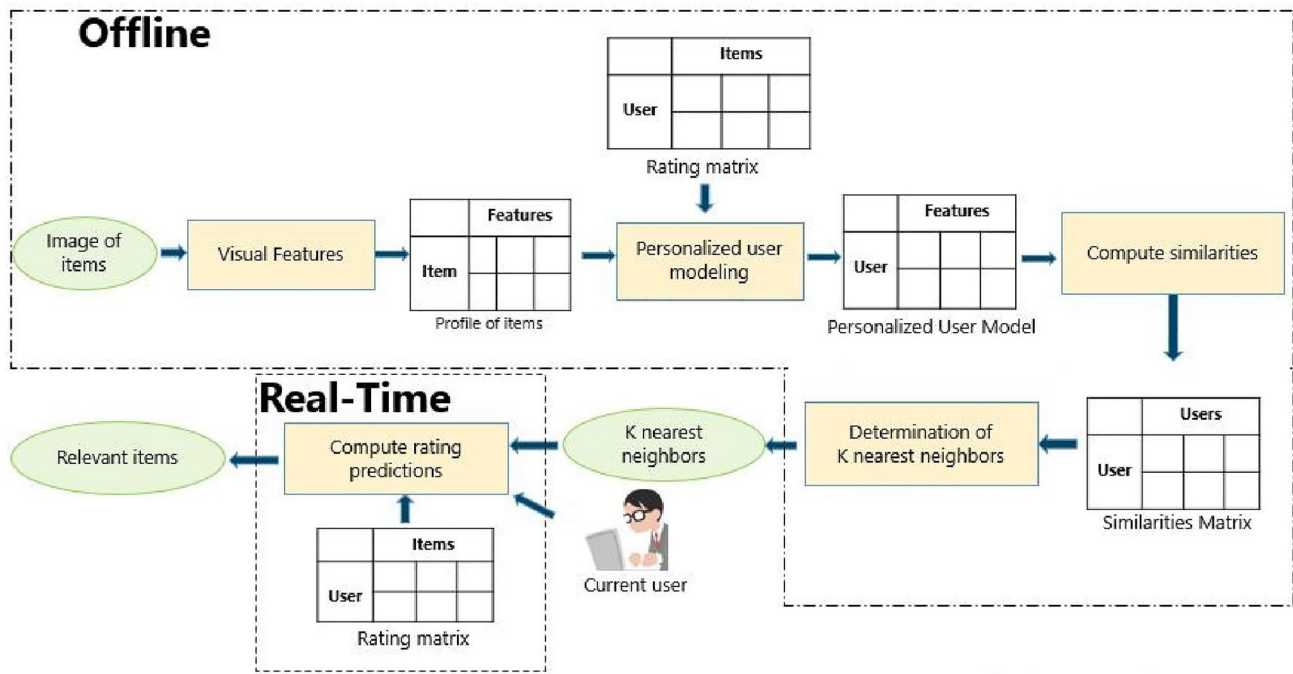 Offline
Items
User
Rating matrix
Image of
items
Visual Features
Features
Item
Profile of items
Personalized user
modeling
Features
User
Personalized User Model
Compute similarities
Real-Time
Relevant items
Compute rating
predictions
K nearest
neighbors
Determination of
K nearest neighbors
Users
User
Similarities Matrix
Items
User
Rating matrix
Current user